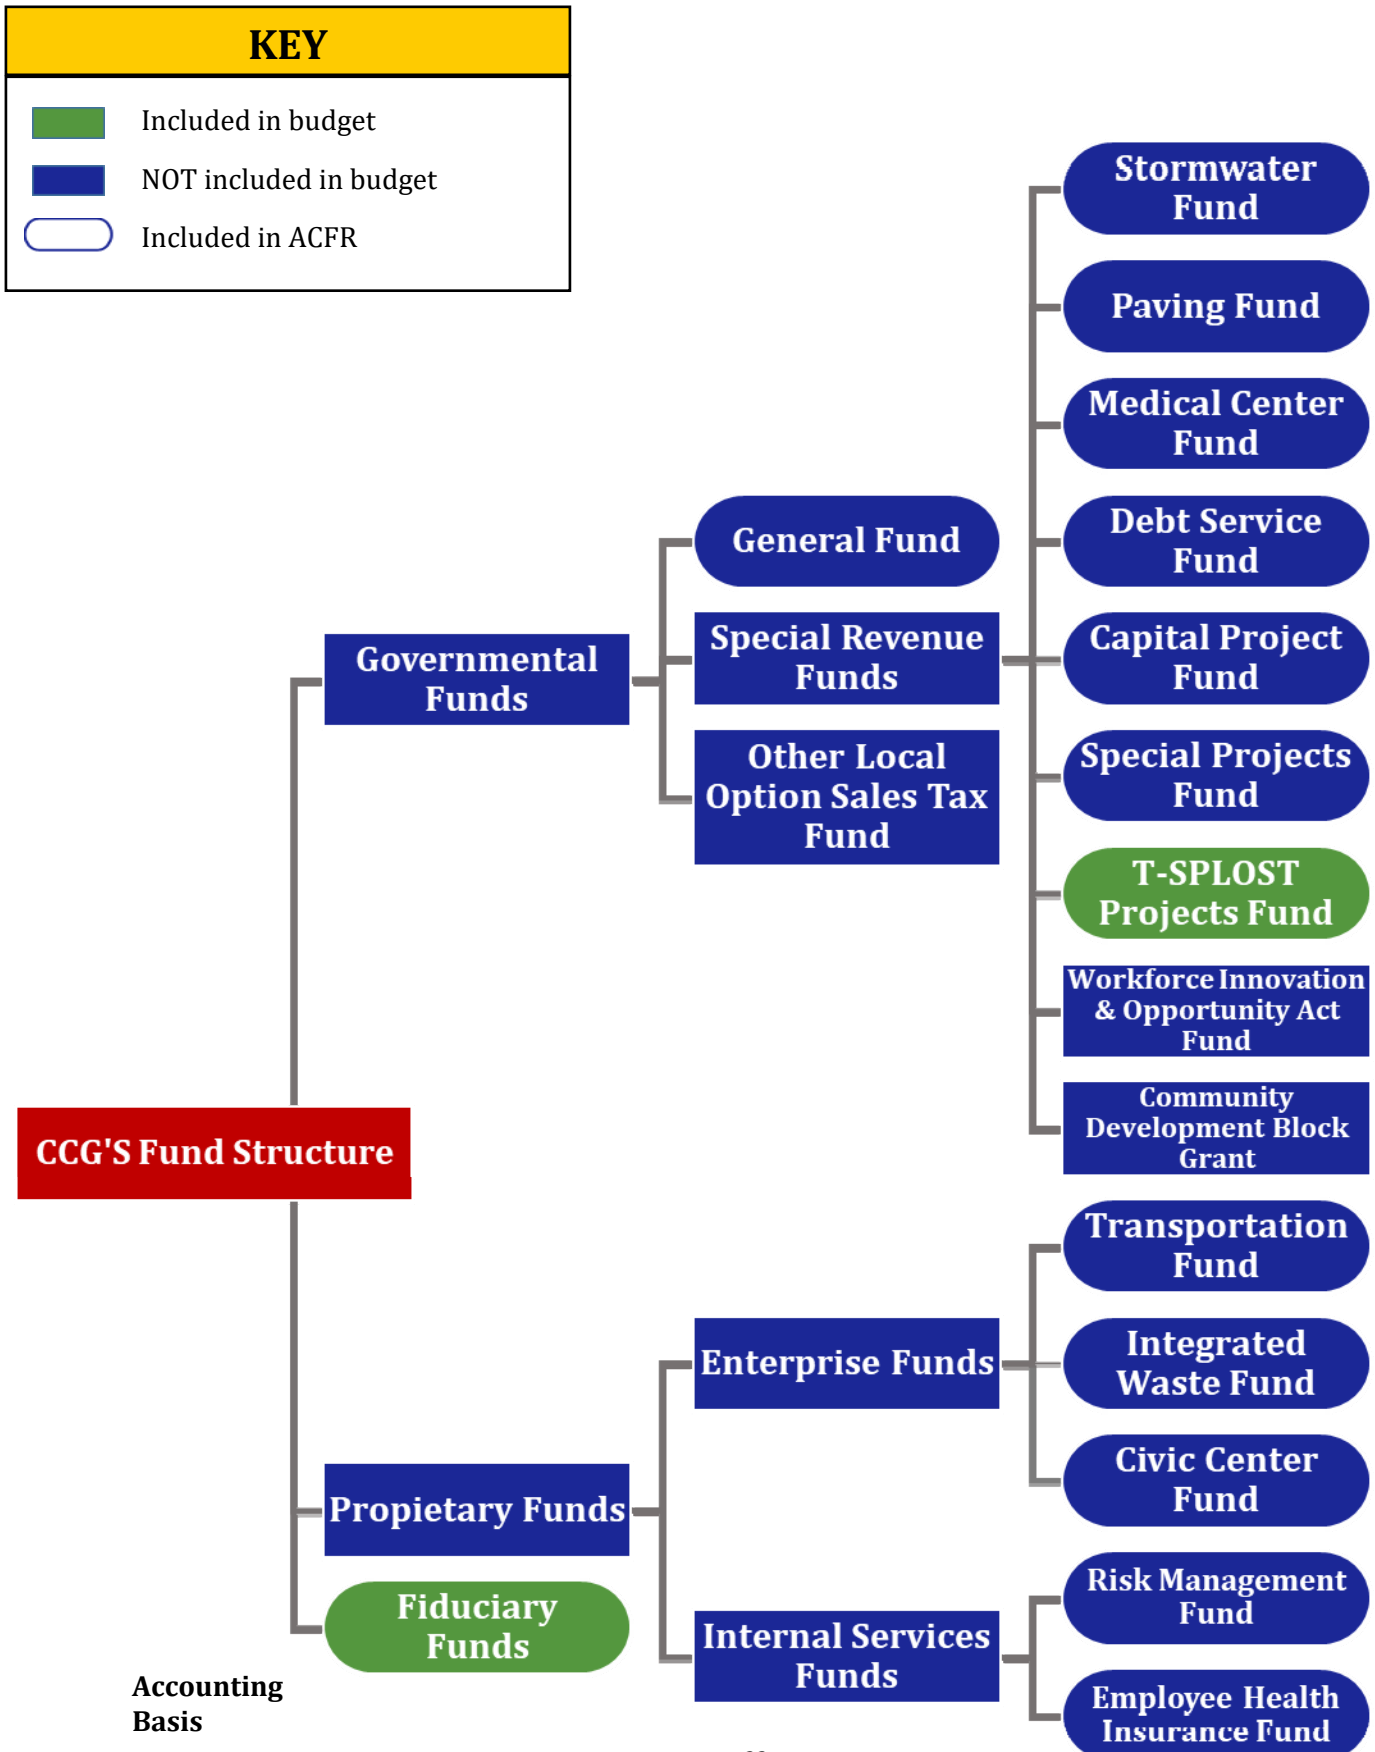 KEY
Included in budget
NOT included in budget
Included in ACFR
Stormwater
Fund
Paving Fund
Medical Center
Fund
Debt Service
Fund
Capital Project
Fund
Special Projects
Fund
T-SPLOST
Projects Fund
Workforce Innovation
& Opportunity Act
Fund
Community
Development Block
Grant
General Fund
Special Revenue
Funds
Other Local
Option Sales Tax
Fund
Governmental
Funds
CCG'S Fund Structure
Transportation
Fund
Integrated
Waste Fund
Civic Center
Fund
Enterprise Funds
Propietary Funds
Fiduciary
Funds
Internal Services
Funds
Risk Management
Fund
Employee Health
Insurance Fund
Accounting
Basis